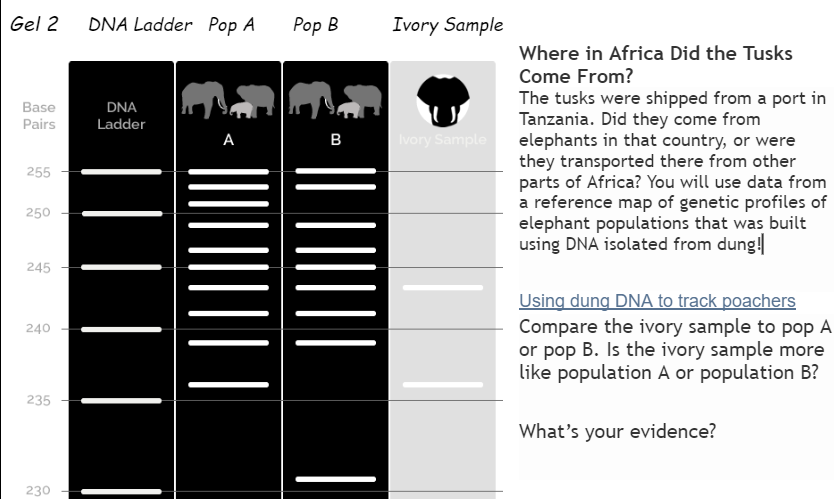 Gel 2 DNA Ladder Pop A Pop B Ivory Sample
Base
Pairs
DNA
Ladder
A
B
Ivory Sample
255
250
245
240
235
230
Where in Africa Did the Tusks
Come From?
The tusks were shipped from a port in
Tanzania. Did they come from
elephants in that country, or were
they transported there from other
parts of Africa? You will use data from
a reference map of genetic profiles of
elephant populations that was built
using DNA isolated from dung!
Using dung DNA to track poachers
Compare the ivory sample to pop A
or pop B. Is the ivory sample more
like population A or population B?
What's your evidence?